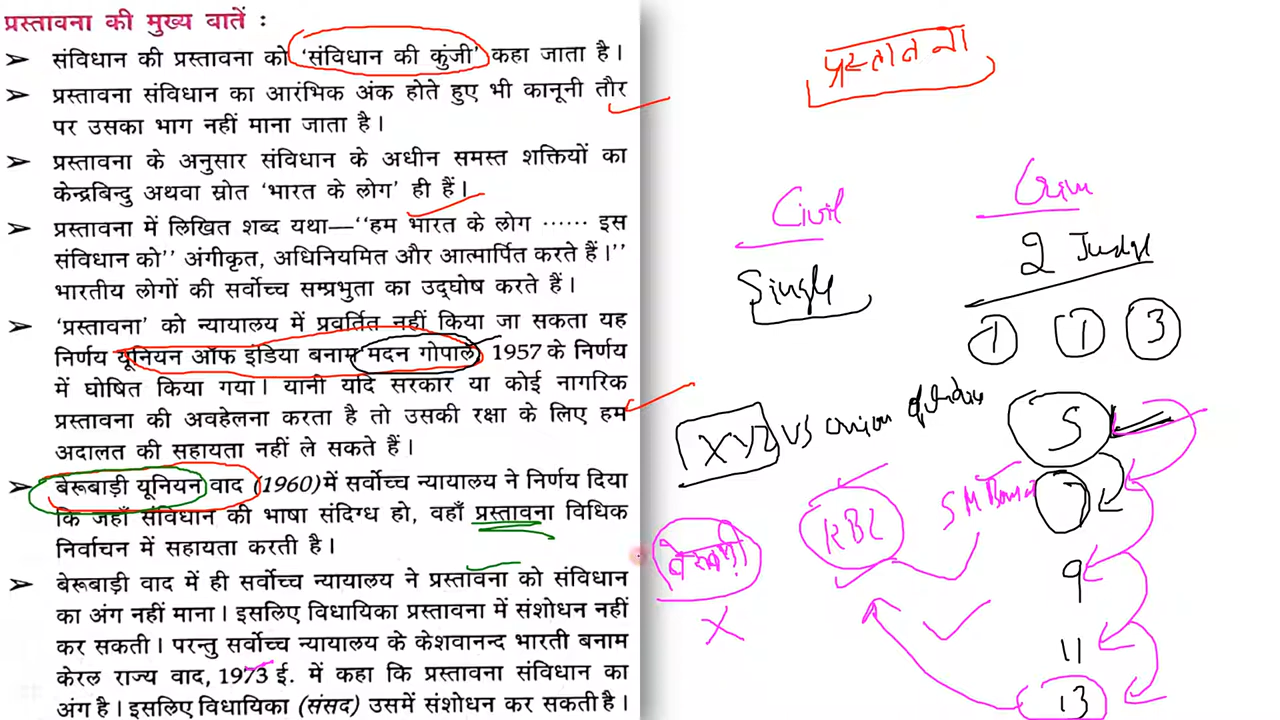 प्रस्तावना की मुख्य बातें :
➢ संविधान की प्रस्तावना को 'संविधान की कुंजी' कहा जाता है।
➢ प्रस्तावना संविधान का आरंभिक अंक होते हुए भी कानूनी तौर
पर उसका भाग नहीं माना जाता है।
➢ प्रस्तावना के अनुसार संविधान के अधीन समस्त शक्तियों का
केन्द्रबिन्दु अथवा स्रोत 'भारत के लोग' ही हैं।
➢ प्रस्तावना में लिखित शब्द यथा—"हम भारत के लोग ...... इस
संविधान को" अंगीकृत, अधिनियमित और आत्मार्पित करते हैं।"
भारतीय लोगों की सर्वोच्च सम्प्रभुता का उद्घोष करते हैं।
➢ 'प्रस्तावना' को न्यायालय में प्रवर्तित नहीं किया जा सकता यह
निर्णय यूनियन ऑफ इंडिया बनाम मदन गोपाल, 1957 के निर्णय
में घोषित किया गया। यानी यदि सरकार या कोई नागरिक
प्रस्तावना की अवहेलना करता है तो उसकी रक्षा के लिए हम
अदालत की सहायता नहीं ले सकते हैं।
➢ बेरूबाड़ी यूनियन वाद (1960) में सर्वोच्च न्यायालय ने निर्णय दिया
कि जहाँ संविधान की भाषा संदिग्ध हो, वहाँ प्रस्तावना विधिक
निर्वाचन में सहायता करती है।
➢ बेरूबाड़ी वाद में ही सर्वोच्च न्यायालय ने प्रस्तावना को संविधान
का अंग नहीं माना। इसलिए विधायिका प्रस्तावना में संशोधन नहीं
कर सकती। परन्तु सर्वोच्च न्यायालय के केशवानन्द भारती बनाम
केरल राज्य वाद, 1973 ई. में कहा कि प्रस्तावना संविधान का
अंग है। इसलिए विधायिका (संसद) उसमें संशोधन कर सकती है।
प्रस्तावना
Civil
Single
2 Judge
1 1 3
XYZ VS Union of India
5
KBC
9
11
13